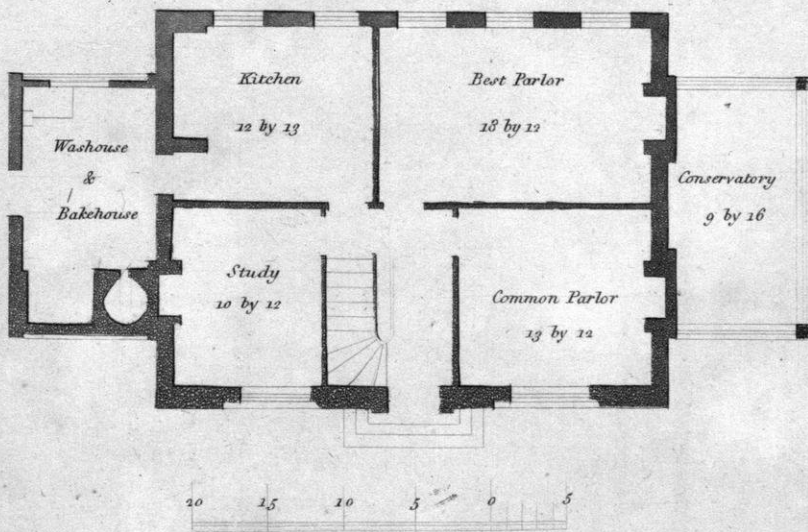 Kitchen
12 by 13
Best Parlor
18 by 12
Washouse
&
Bakehouse
Conservatory
9 by 16
Study
10 by 12
Common Parlor
13 by 12
20 15 10 5 0 5